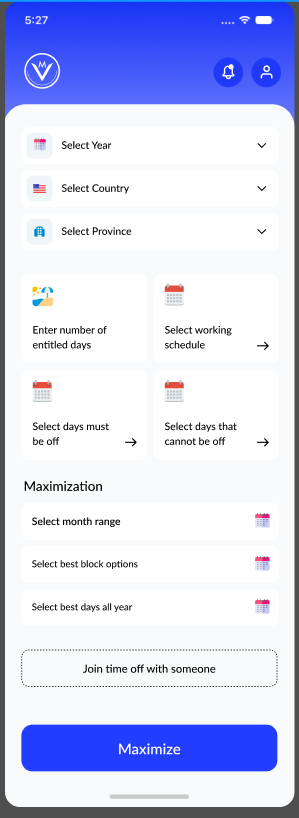 5:27
M
V
Select Year
Select Country
Select Province
Enter number of
entitled days
Select working
schedule
Select days must
be off
Select days that
cannot be off
Maximization
Select month range
Select best block options
Select best days all year
Join time off with someone
Maximize